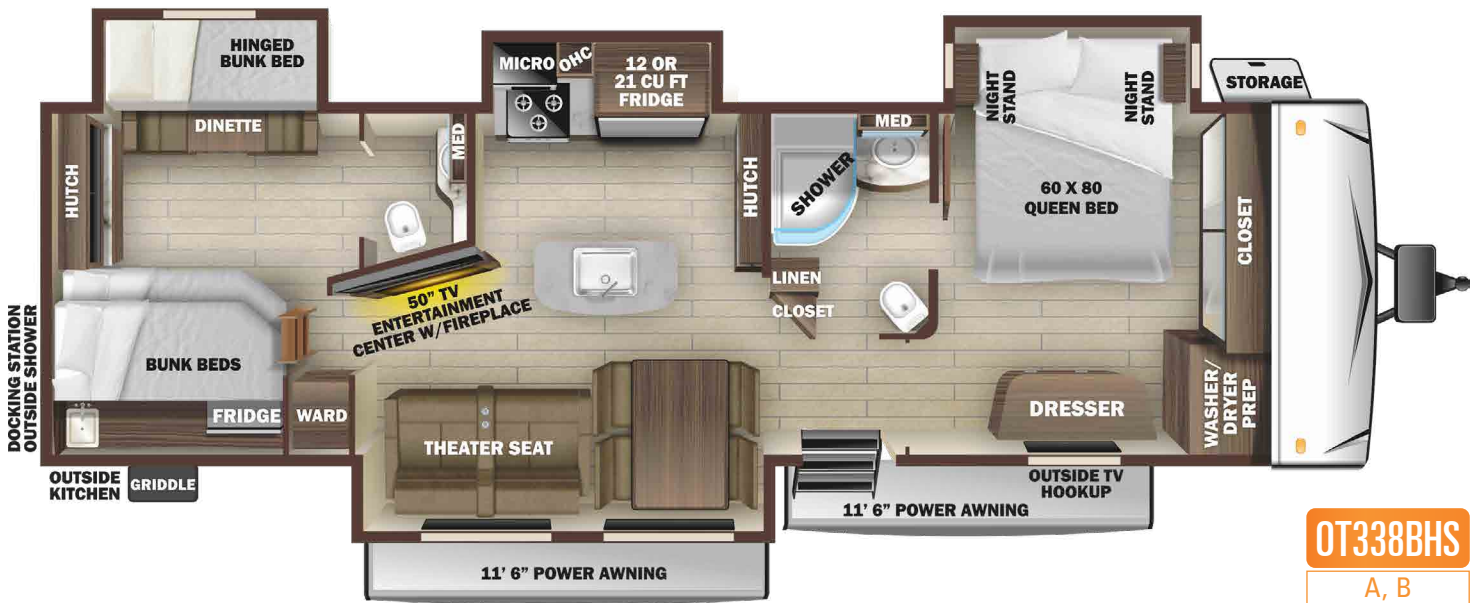 HINGED
BUNK BED
DINETTE
HUTCH
MED
MICRO
OHC
12 OR
21 CU FT
FRIDGE
HUTCH
SHOWER
MED
NIGHT
STAND
NIGHT
STAND
60 X 80
QUEEN BED
STORAGE
CLOSET
LINEN
CLOSET
50" TV
ENTERTAINMENT
CENTER W/ FIREPLACE
BUNK BEDS
DOCKING STATION
OUTSIDE SHOWER
FRIDGE
WARD
THEATER SEAT
DRESSER
WASHER/
DRYER
PREP
OUTSIDE
KITCHEN
GRIDDLE
OUTSIDE TV
HOOKUP
11' 6" POWER AWNING
11' 6" POWER AWNING
OT338BHS
A, B